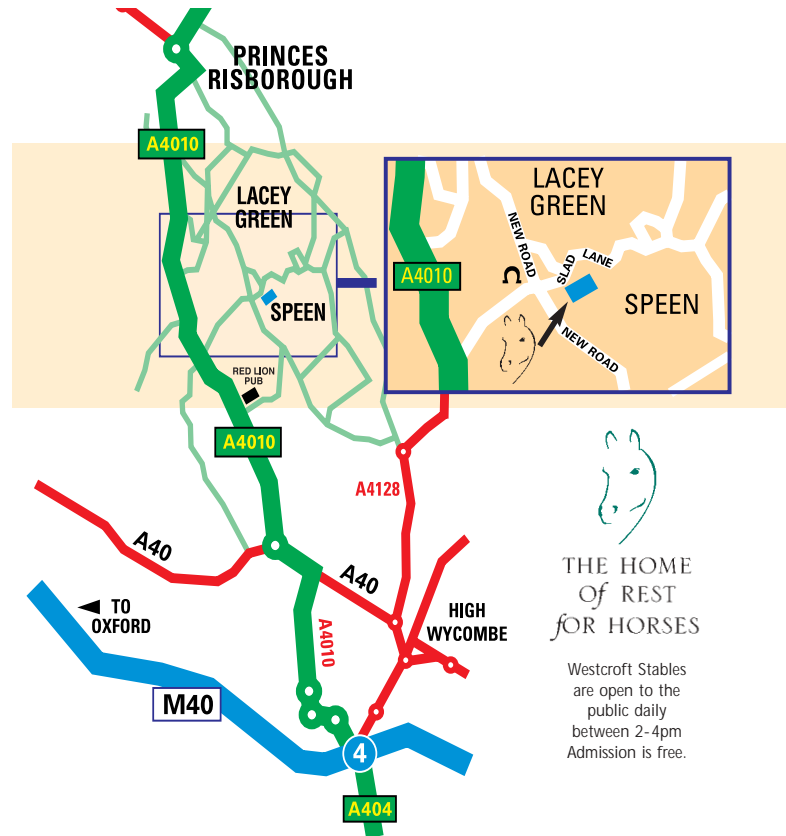 PRINCES
RISBOROUGH
A4010
LACEY
GREEN
SPEEN
RED LION
PUB
A4010
LACEY
GREEN
NEW ROAD
SLAD LANE
A4010
SPEEN
NEW ROAD
A4128
A40
A40
TO
OXFORD
A4010
HIGH
WYCOMBE
M40
4
A404
THE HOME
of REST
for HORSES
Westcroft Stables
are open to the
public daily
between 2-4pm
Admission is free.